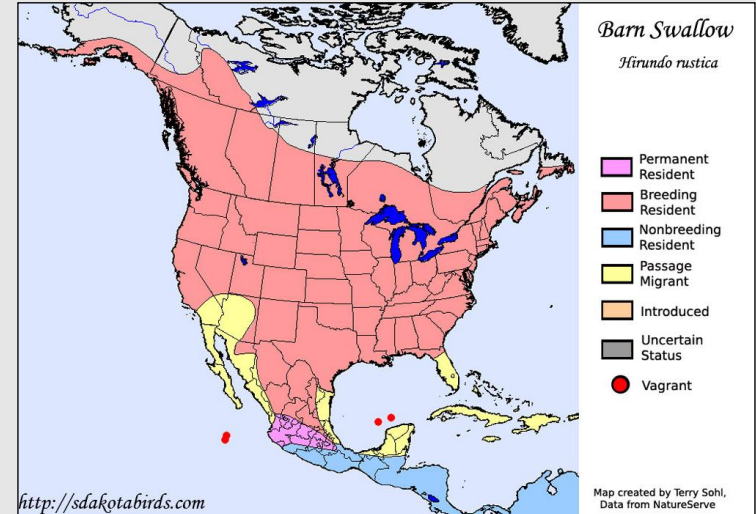 Barn Swallow
Hirundo rustica
Permanent
Resident
Breeding
Resident
Nonbreeding
Resident
Passage
Migrant
Introduced
Uncertain
Status
Vagrant
http://sdakotabirds.com
Map created by Terry Sohl,
Data from NatureServe